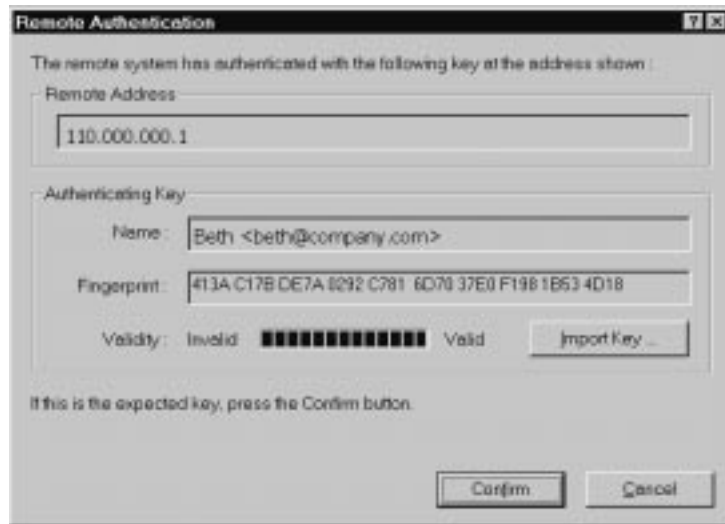 Remote Authentication
The remote system has authenticated with the following key at the address shown :
Remote Address
110.000.000.1
Authenticating Key
Name : Beth <beth@company.com>
Fingerprint : 413A C17B DE7A 0292 C781 6D70 37E0 F198 1B53 4D18
Validity : Invalid Valid Import Key ...
If this is the expected key, press the Confirm button.
Confirm Cancel